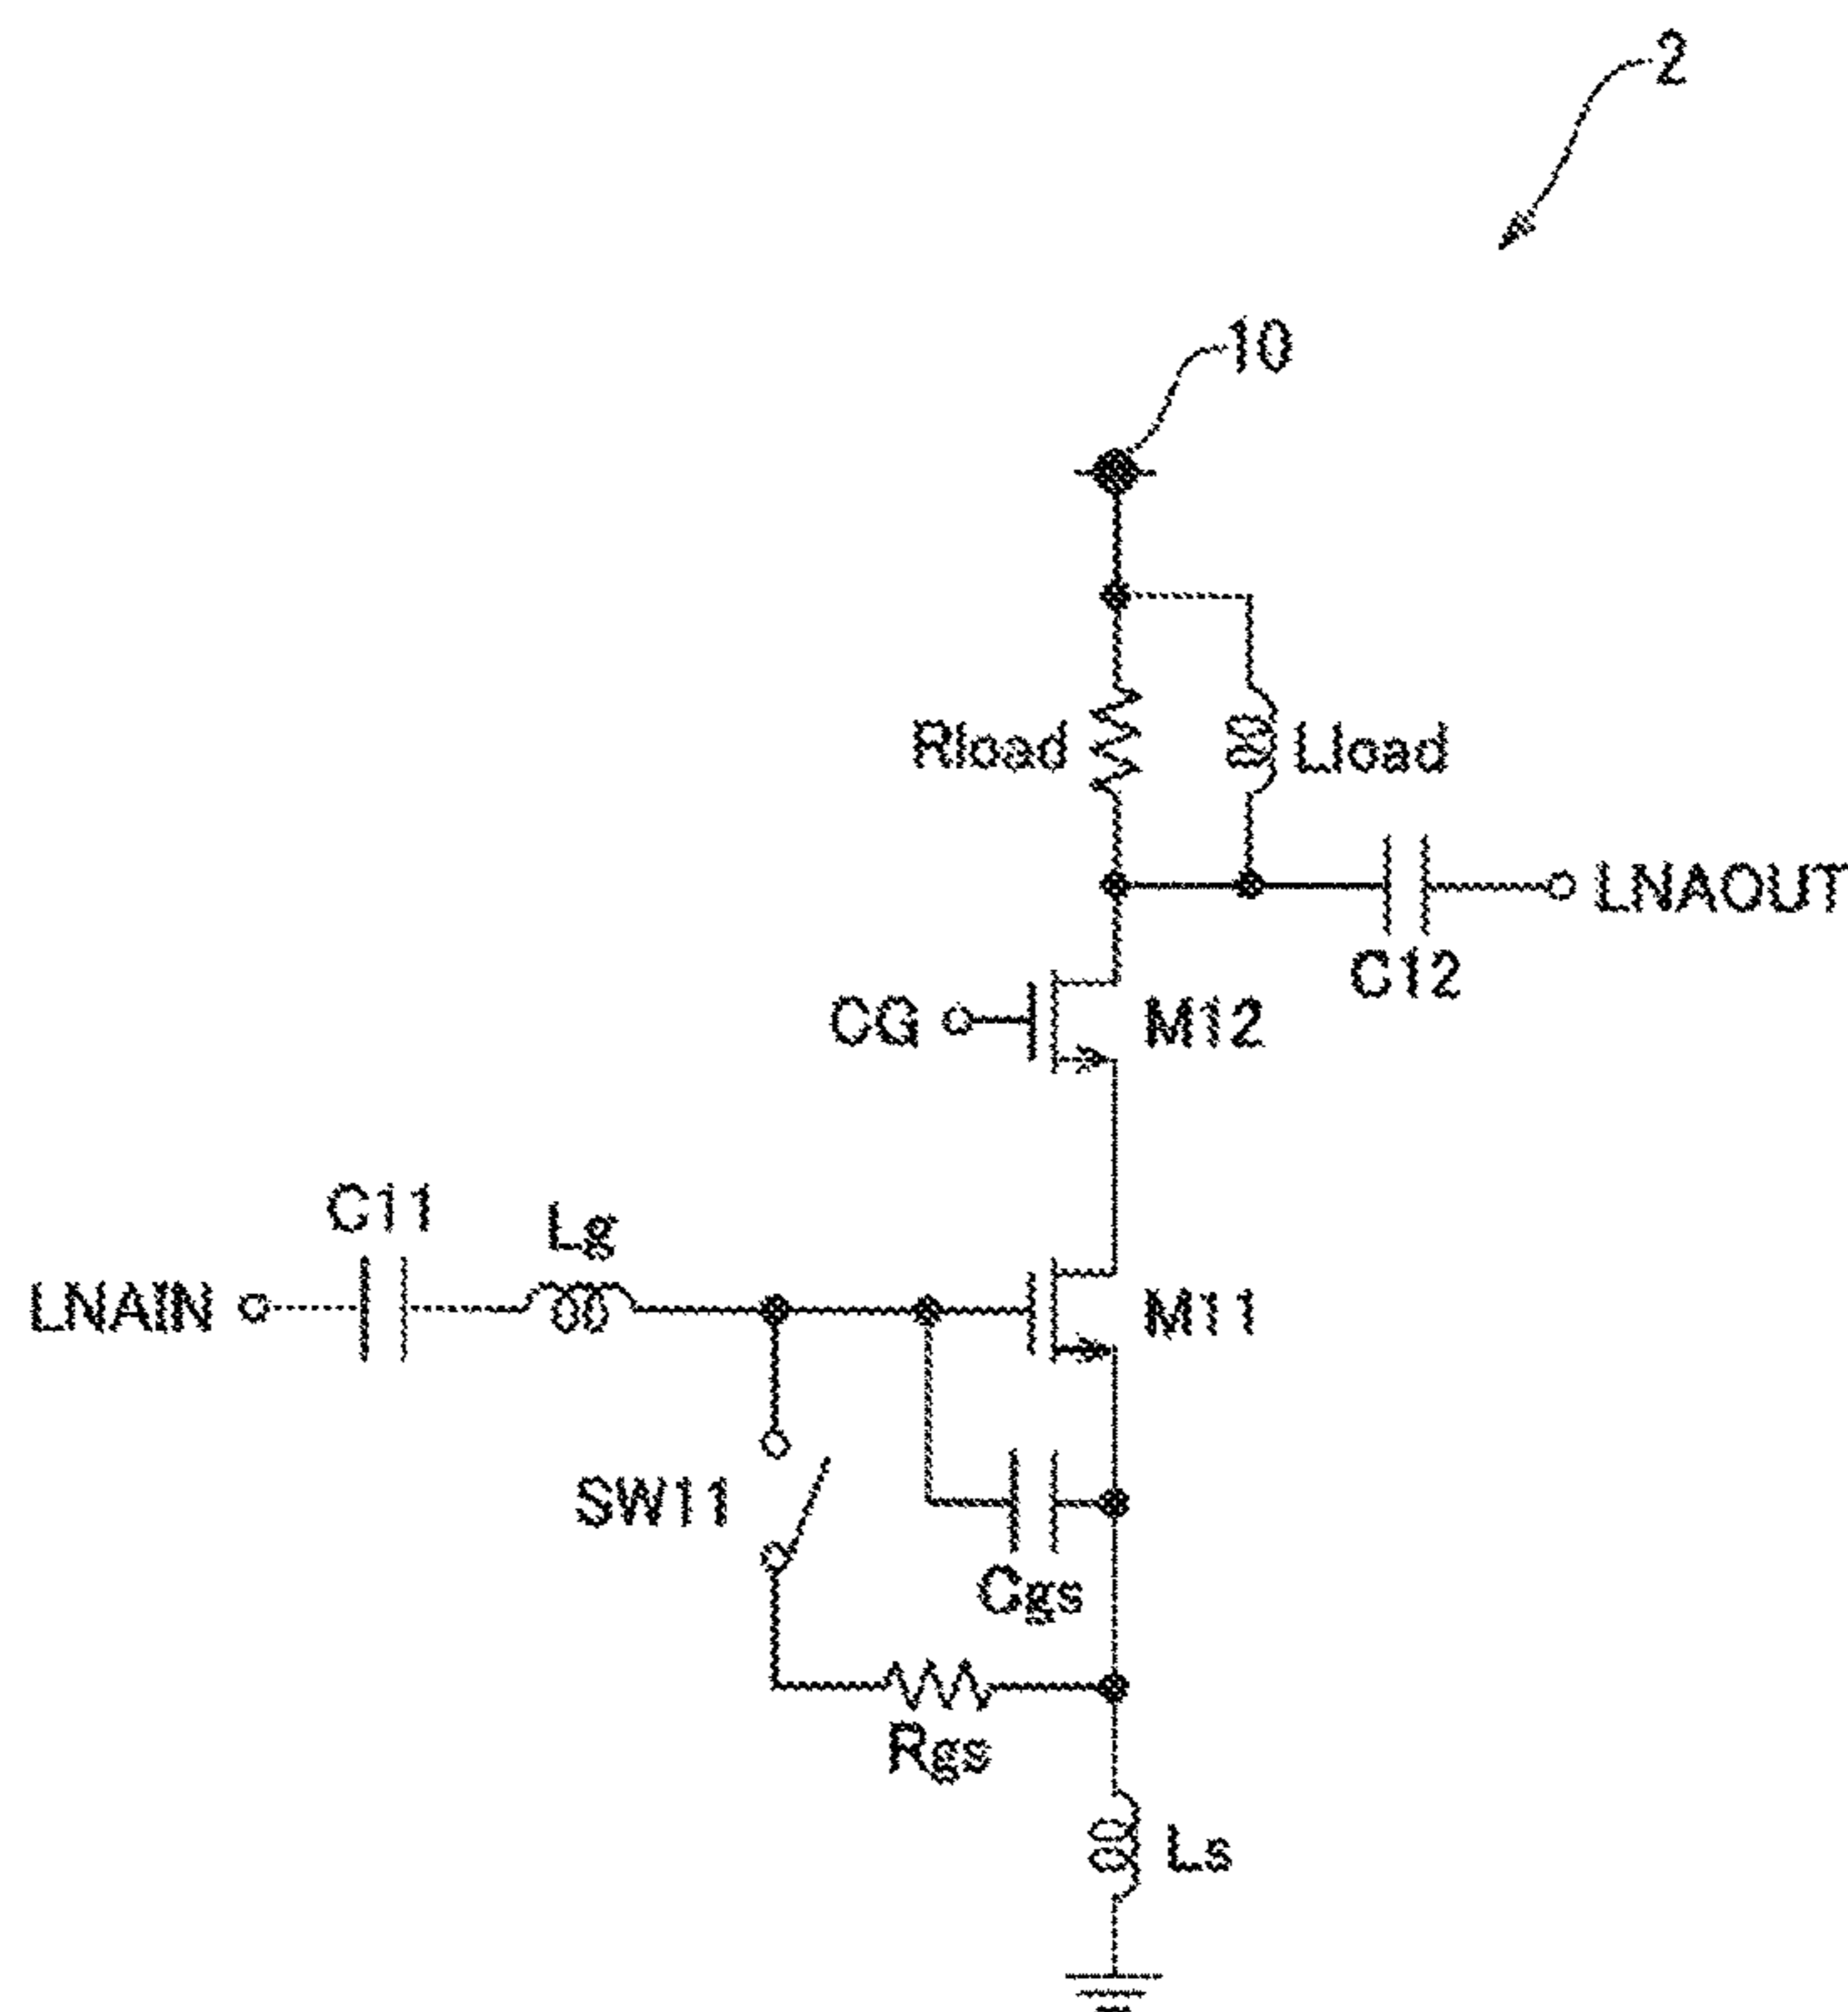 2
10
Rload
Lload
LNAOUT
C12
CG
M12
C11
Lg
LNAIN
M11
SW11
Cgs
Rgs
Ls